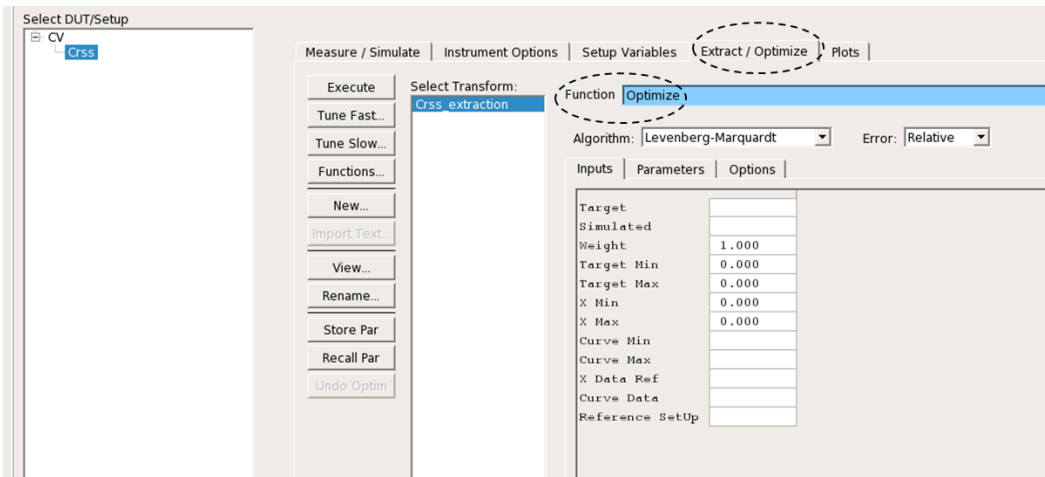 Select DUT/Setup
CV
Crss
Measure / Simulate
Instrument Options
Setup Variables
Extract / Optimize
Plots
Execute
Tune Fast...
Tune Slow...
Functions...
New...
Import Text...
View...
Rename...
Store Par
Recall Par
Undo Optim
Select Transform:
Crss_extraction
Function Optimize
Algorithm: Levenberg-Marquardt Error: Relative
Inputs Parameters Options
Target
Simulated
Weight 1.000
Target Min 0.000
Target Max 0.000
X Min 0.000
X Max 0.000
Curve Min
Curve Max
X Data Ref
Curve Data
Reference SetUp